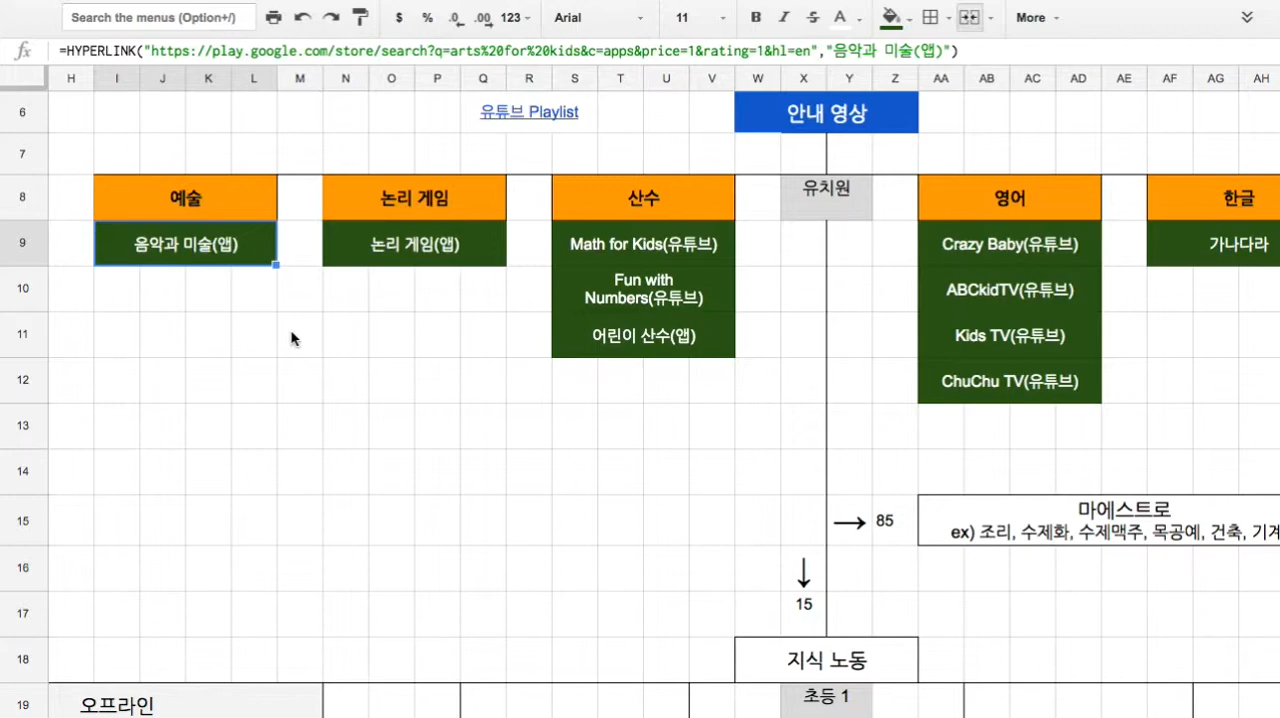 Search the menus (Option+/)
$ % .0 .00 123 Arial 11 B I S A More
fx =HYPERLINK("https://play.google.com/store/search?q=arts%20for%20kids&c=apps&price=1&rating=1&hl=en","음악과 미술(앱)")
H I J K L M N O P Q R S T U V W X Y Z AA AB AC AD AE AF AG AH
6 유튜브 Playlist 안내 영상
7
8 예술 논리 게임 산수 유치원 영어 한글
9 음악과 미술(앱) 논리 게임(앱) Math for Kids(유튜브) Crazy Baby(유튜브) 가나다라
10 Fun with Numbers(유튜브) ABCkidTV(유튜브)
11 어린이 산수(앱) Kids TV(유튜브)
12 ChuChu TV(유튜브)
13
14
15 → 85 마에스트로
ex) 조리, 수제화, 수제맥주, 목공예, 건축, 기계
16 ↓
17 15
18 지식 노동
19 오프라인 초등 1